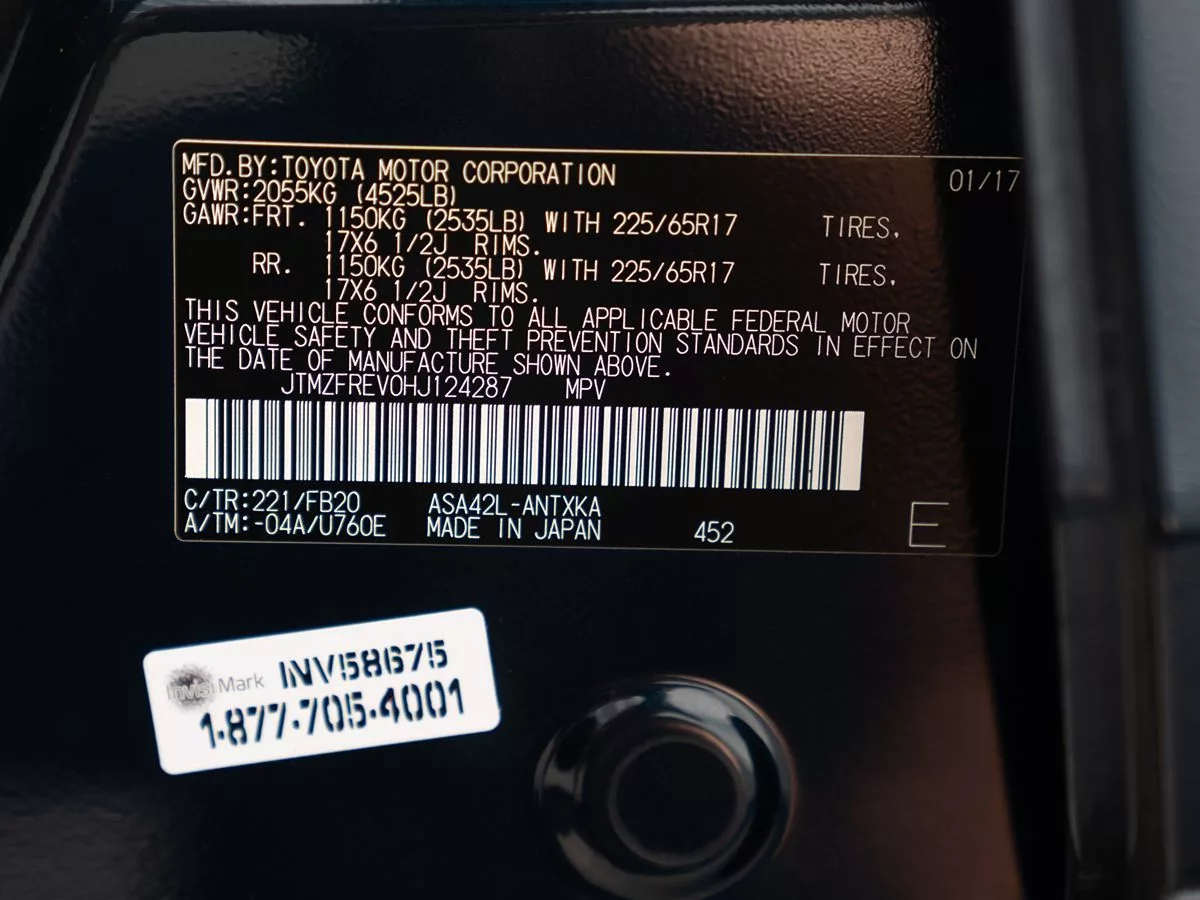 MFD.BY:TOYOTA MOTOR CORPORATION 01/17
GVWR:2055KG (4525LB)
GAWR:FRT. 1150KG (2535LB) WITH 225/65R17 TIRES,
17X6 1/2J RIMS.
RR. 1150KG (2535LB) WITH 225/65R17 TIRES,
17X6 1/2J RIMS.
THIS VEHICLE CONFORMS TO ALL APPLICABLE FEDERAL MOTOR
VEHICLE SAFETY AND THEFT PREVENTION STANDARDS IN EFFECT ON
THE DATE OF MANUFACTURE SHOWN ABOVE.
JTMZFREV0HJ124287 MPV
C/TR:221/FB20 ASA42L-ANTXKA
A/TM:-04A/U760E MADE IN JAPAN 452 E
InvisiMark INV58675
1-877-705-4001